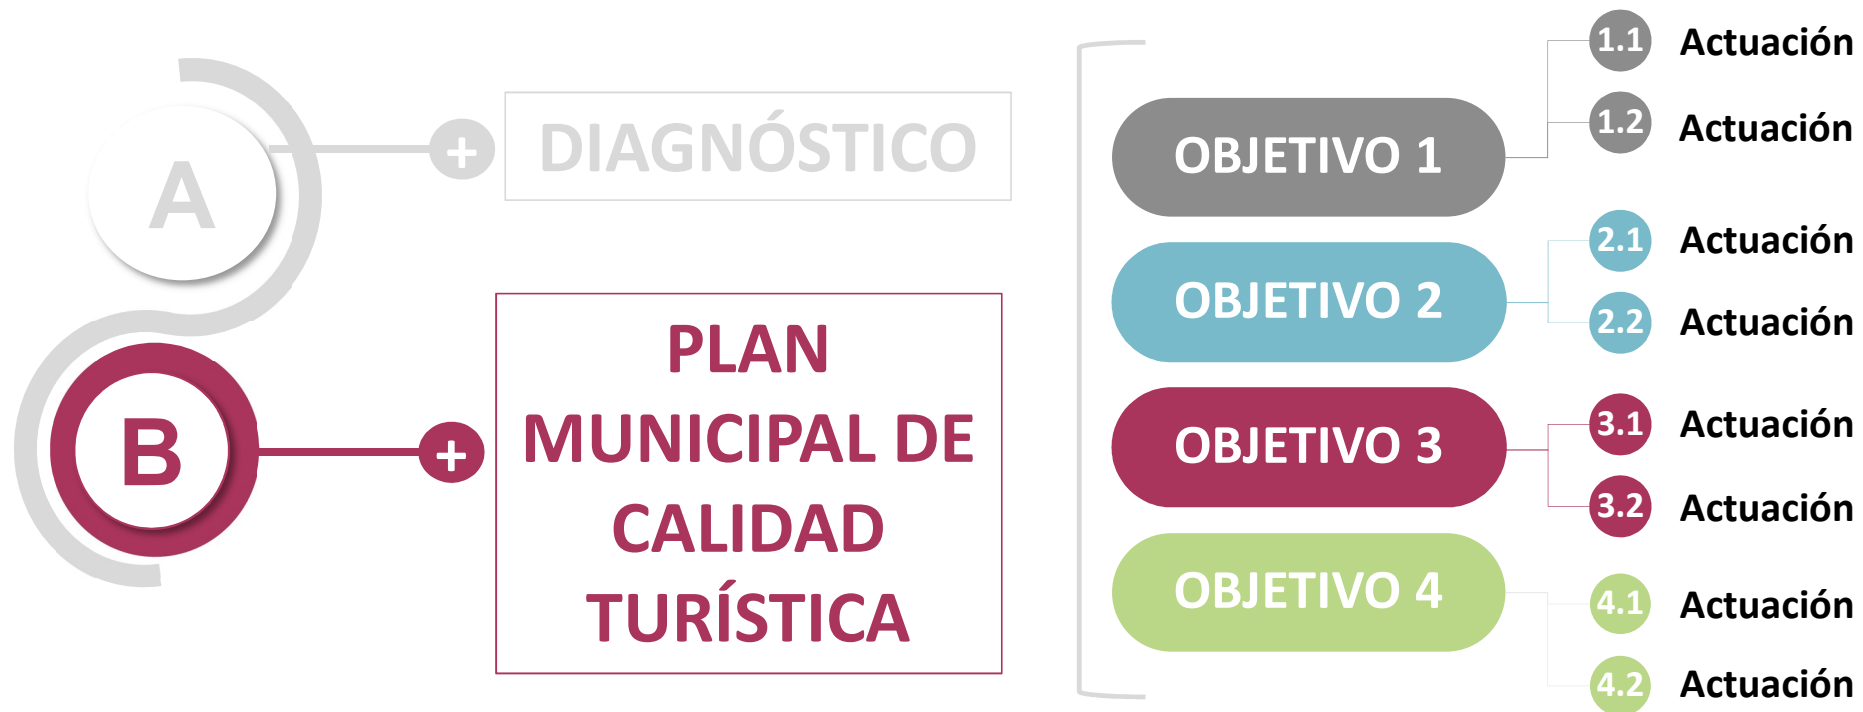 A
+
DIAGNÓSTICO
B
+
PLAN
MUNICIPAL DE
CALIDAD
TURÍSTICA
OBJETIVO 1
1.1 Actuación
1.2 Actuación
OBJETIVO 2
2.1 Actuación
2.2 Actuación
OBJETIVO 3
3.1 Actuación
3.2 Actuación
OBJETIVO 4
4.1 Actuación
4.2 Actuación